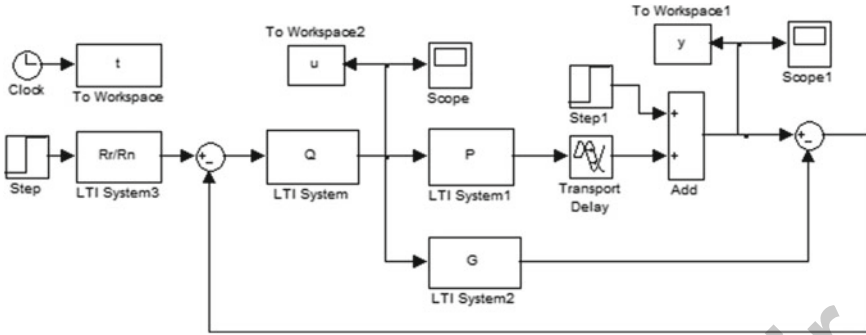 To Workspace2
To Workspace1
t
u
y
Clock
To Workspace
Scope
Scope1
Step1
Step
Rr/Rn
LTI System3
+
-
Q
LTI System
P
LTI System1
Transport
Delay
+
+
Add
+
-
G
LTI System2